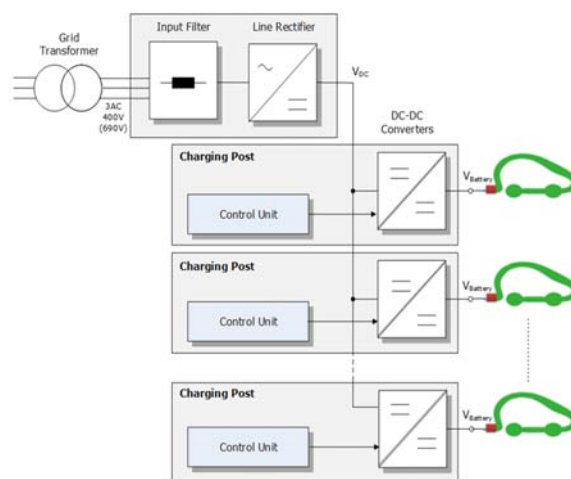 Grid
Transformer
Input Filter
Line Rectifier
3AC
400V
(690V)
VDC
DC-DC
Converters
Charging Post
Control Unit
VBattery
Charging Post
Control Unit
VBattery
Charging Post
Control Unit
VBattery